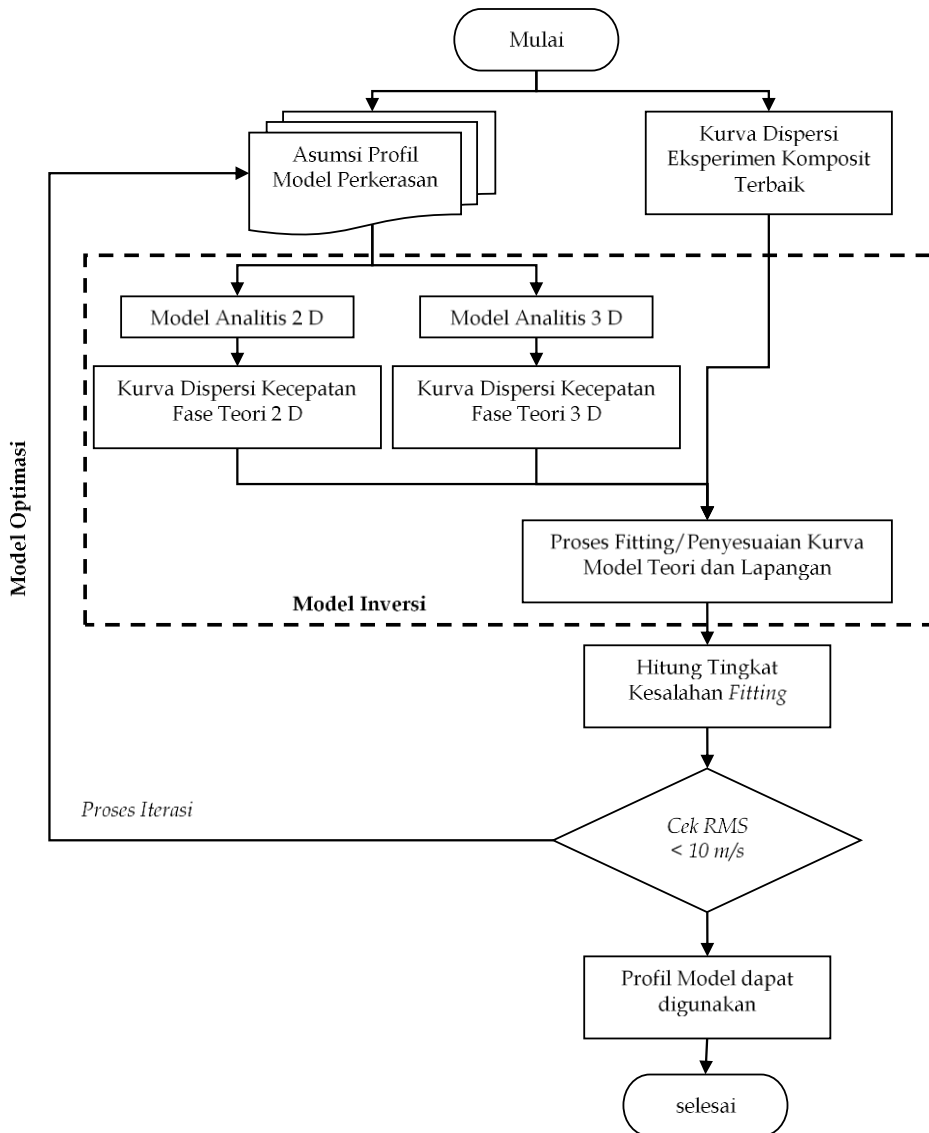 Mulai
Asumsi Profil
Model Perkerasan
Kurva Dispersi
Eksperimen Komposit
Terbaik
Model Analitis 2 D
Model Analitis 3 D
Kurva Dispersi Kecepatan
Fase Teori 2 D
Kurva Dispersi Kecepatan
Fase Teori 3 D
Model Optimasi
Proses Fitting/Penyesuaian Kurva
Model Teori dan Lapangan
Model Inversi
Hitung Tingkat
Kesalahan Fitting
Proses Iterasi
Cek RMS
< 10 m/s
Profil Model dapat
digunakan
selesai